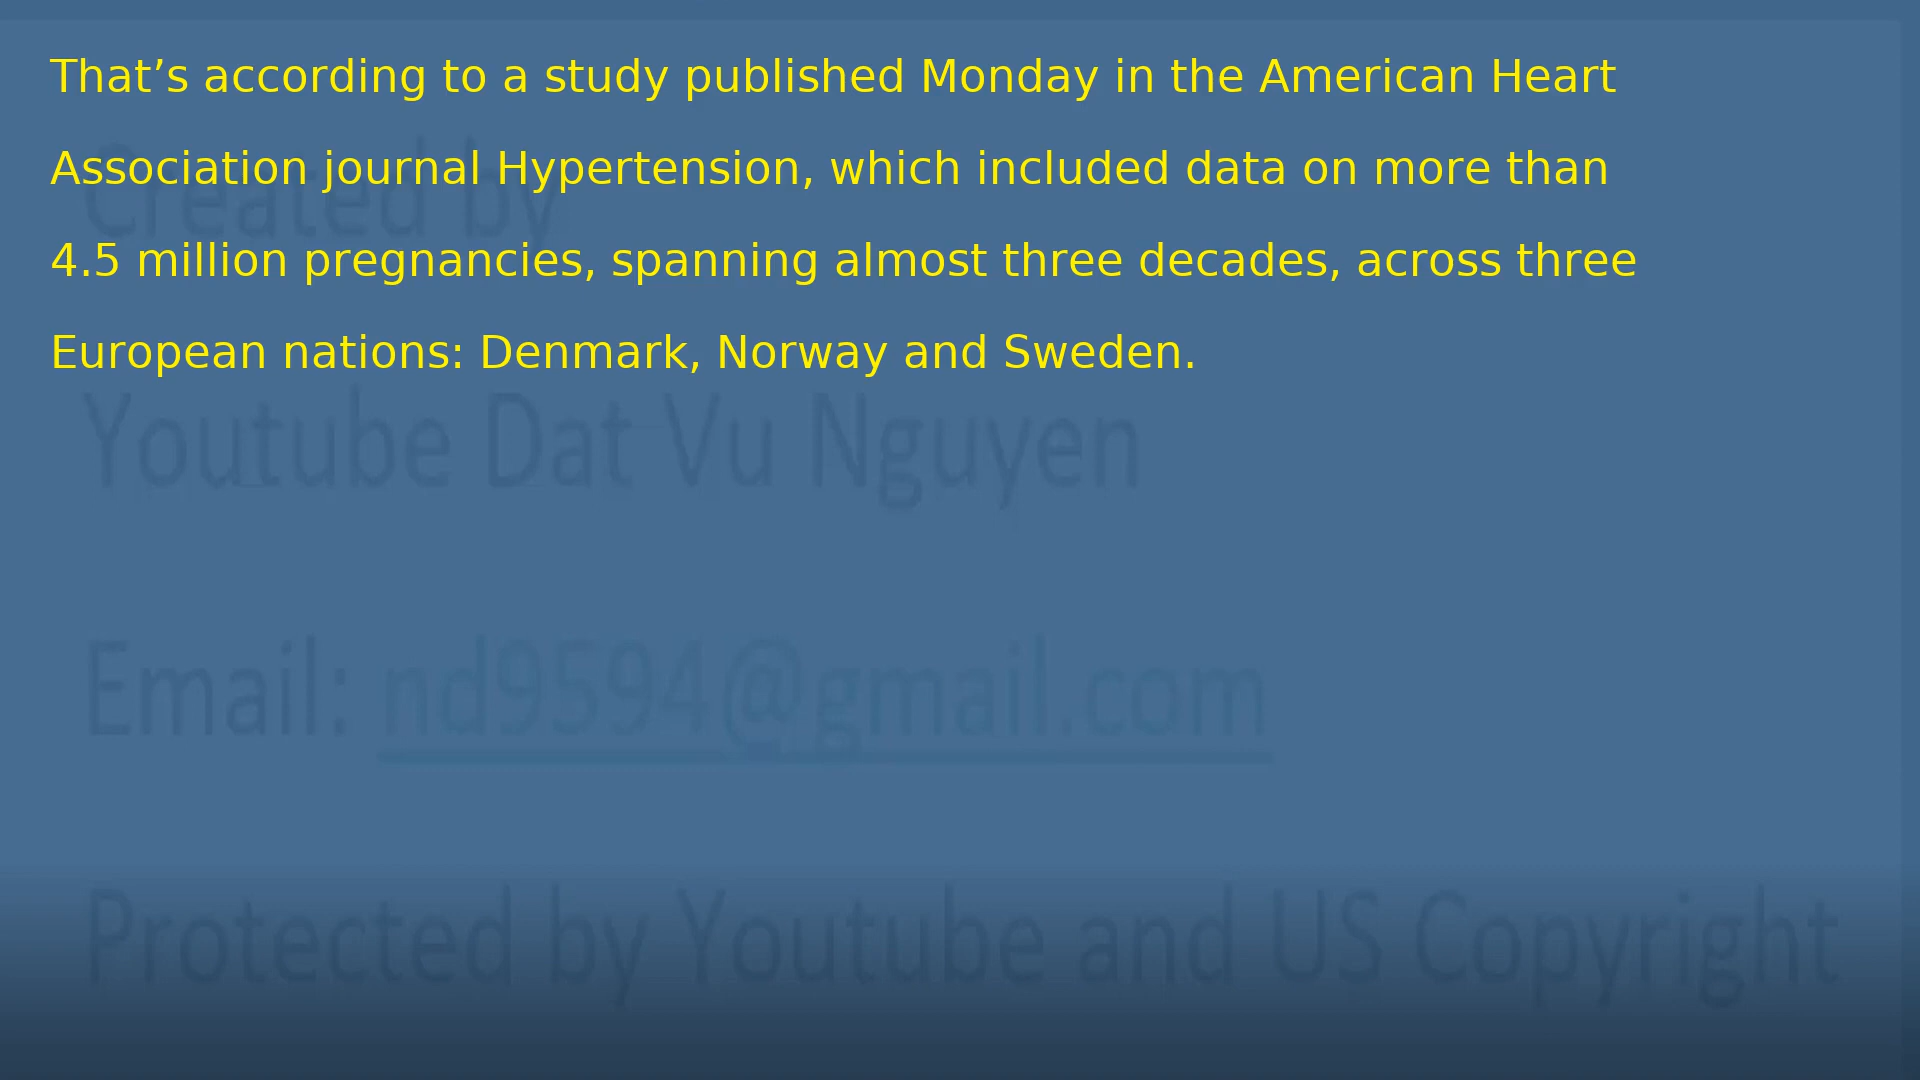 That’s according to a study published Monday in the American Heart
Association journal Hypertension, which included data on more than
4.5 million pregnancies, spanning almost three decades, across three
European nations: Denmark, Norway and Sweden.
Created by
Youtube Dat Vu Nguyen
Email: nd9594@gmail.com
Protected by Youtube and US Copyright